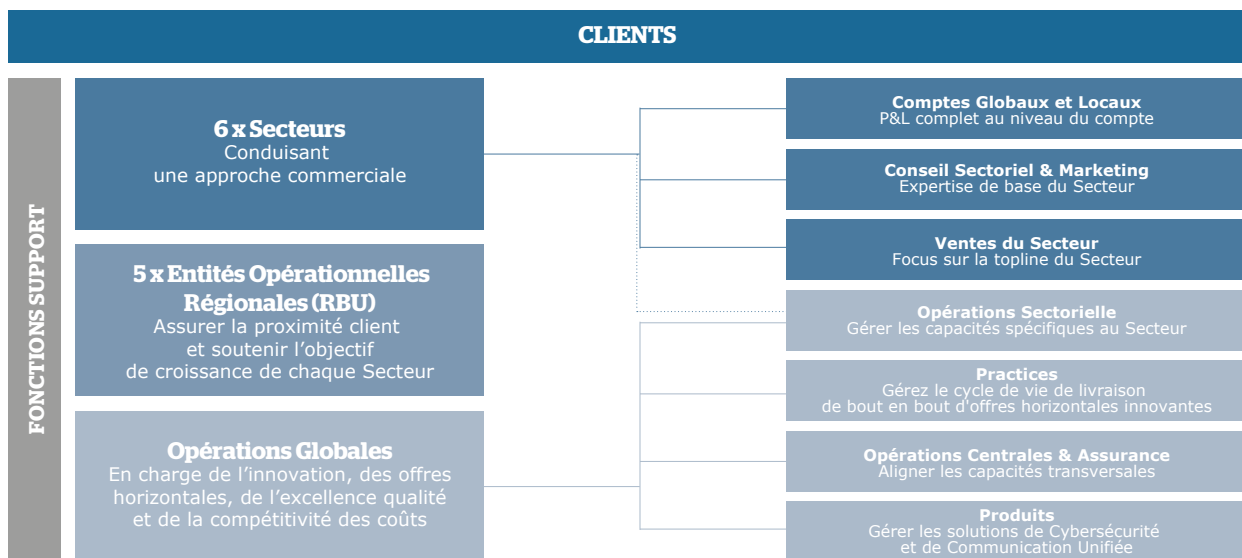 CLIENTS
FONCTIONS SUPPORT
6 x Secteurs
Conduisant
une approche commerciale
5 x Entités Opérationnelles
Régionales (RBU)
Assurer la proximité client
et soutenir l'objectif
de croissance de chaque Secteur
Opérations Globales
En charge de l'innovation, des offres
horizontales, de l'excellence qualité
et de la compétitivité des coûts
Comptes Globaux et Locaux
P&L complet au niveau du compte
Conseil Sectoriel & Marketing
Expertise de base du Secteur
Ventes du Secteur
Focus sur la topline du Secteur
Opérations Sectorielle
Gérer les capacités spécifiques au Secteur
Practices
Gérez le cycle de vie de livraison
de bout en bout d'offres horizontales innovantes
Opérations Centrales & Assurance
Aligner les capacités transversales
Produits
Gérer les solutions de Cybersécurité
et de Communication Unifiée